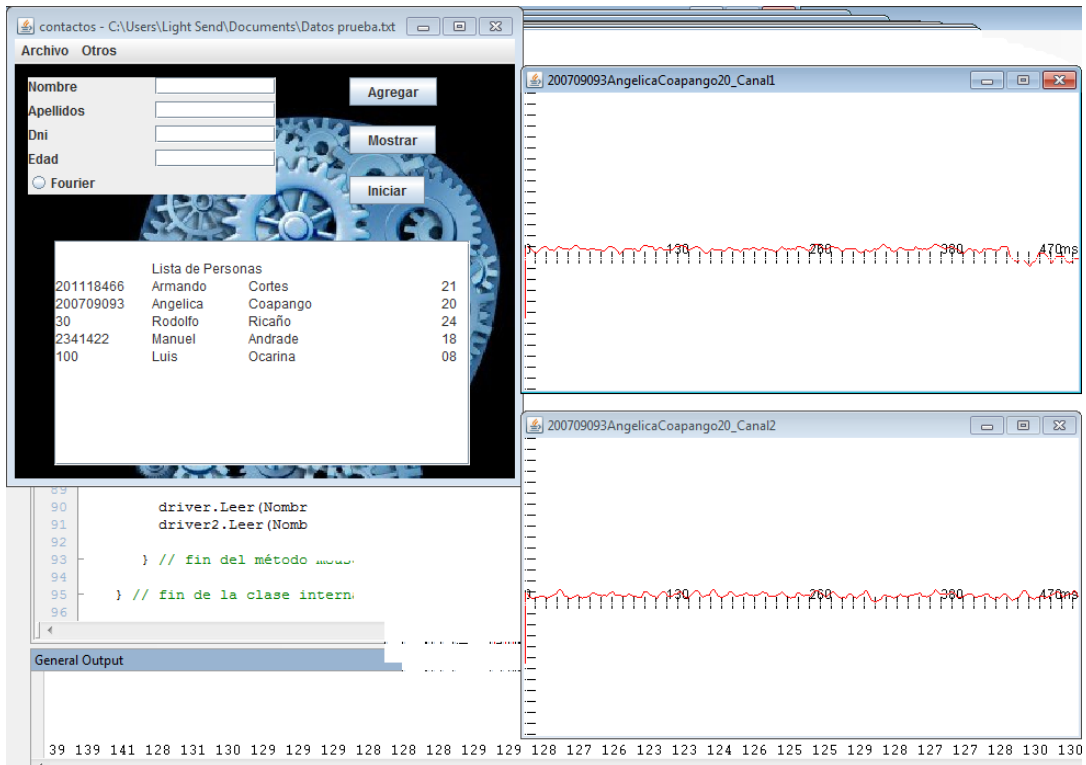 contactos - C:\Users\Light Send\Documents\Datos prueba.txt
Archivo Otros
Nombre
Apellidos
Dni
Edad
Fourier
Agregar
Mostrar
Iniciar
Lista de Personas
201118466 Armando Cortes 21
200709093 Angelica Coapango 20
30 Rodolfo Ricaño 24
2341422 Manuel Andrade 18
100 Luis Ocarina 08
200709093AngelicaCoapango20_Canal1
130 260 380 470ms
200709093AngelicaCoapango20_Canal2
130 260 380 470ms
89
90 driver.Leer(Nombr
91 driver2.Leer(Nomb
92
93 } // fin del método
94
95 } // fin de la clase intern
96
General Output
39 139 141 128 131 130 129 129 129 129 128 128 128 129 129 128 127 126 123 123 124 126 125 125 129 128 127 127 128 130 130